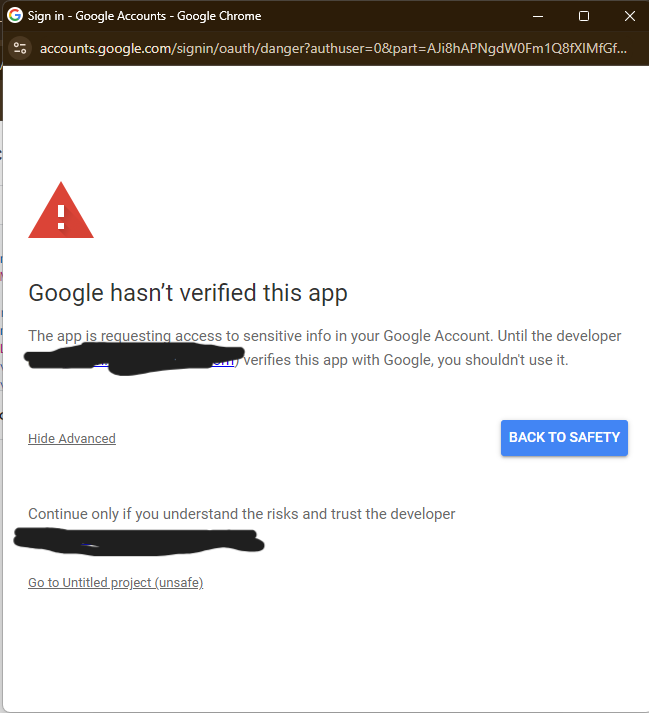 Sign in - Google Accounts - Google Chrome
accounts.google.com/signin/oauth/danger?authuser=0&part=AJi8hAPNgdW0Fm1Q8fXIMfGf...
Google hasn’t verified this app
The app is requesting access to sensitive info in your Google Account. Until the developer
verifies this app with Google, you shouldn't use it.
Hide Advanced
BACK TO SAFETY
Continue only if you understand the risks and trust the developer
Go to Untitled project (unsafe)